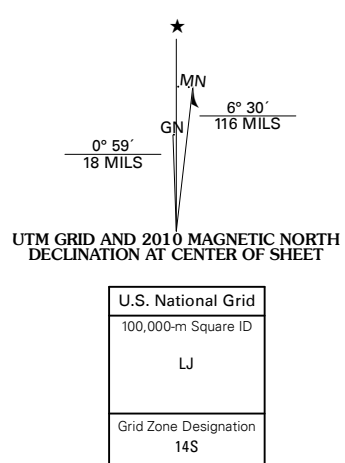 ★
MN
GN
6° 30´
116 MILS
0° 59´
18 MILS
UTM GRID AND 2010 MAGNETIC NORTH
DECLINATION AT CENTER OF SHEET
U.S. National Grid
100,000-m Square ID
LJ
Grid Zone Designation
14S